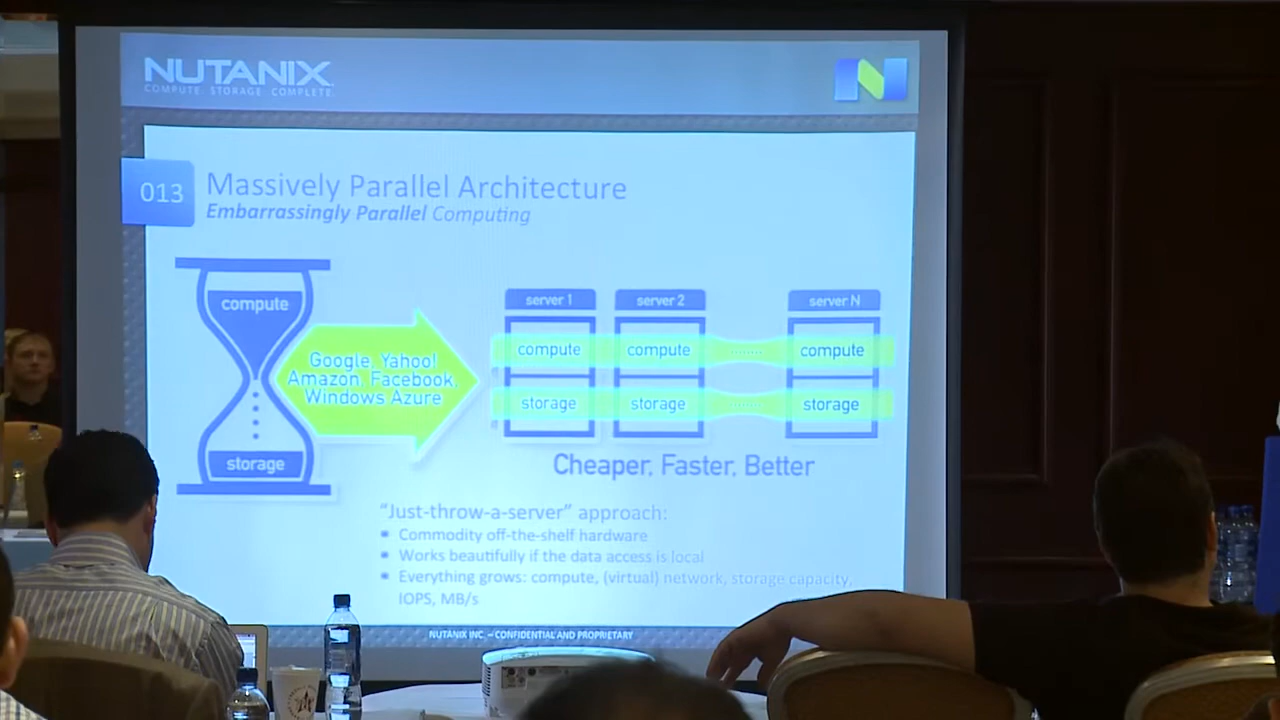 NUTANIX
COMPUTE. STORAGE. COMPLETE.
013
Massively Parallel Architecture
Embarrassingly Parallel Computing
compute
storage
Google, Yahoo!
Amazon, Facebook,
Windows Azure
server 1
server 2
server N
compute
compute
........
compute
storage
storage
........
storage
Cheaper, Faster, Better
“Just-throw-a-server” approach:
Commodity off-the-shelf hardware
Works beautifully if the data access is local
Everything grows: compute, (virtual) network, storage capacity,
IOPS, MB/s
NUTANIX INC. – CONFIDENTIAL AND PROPRIETARY